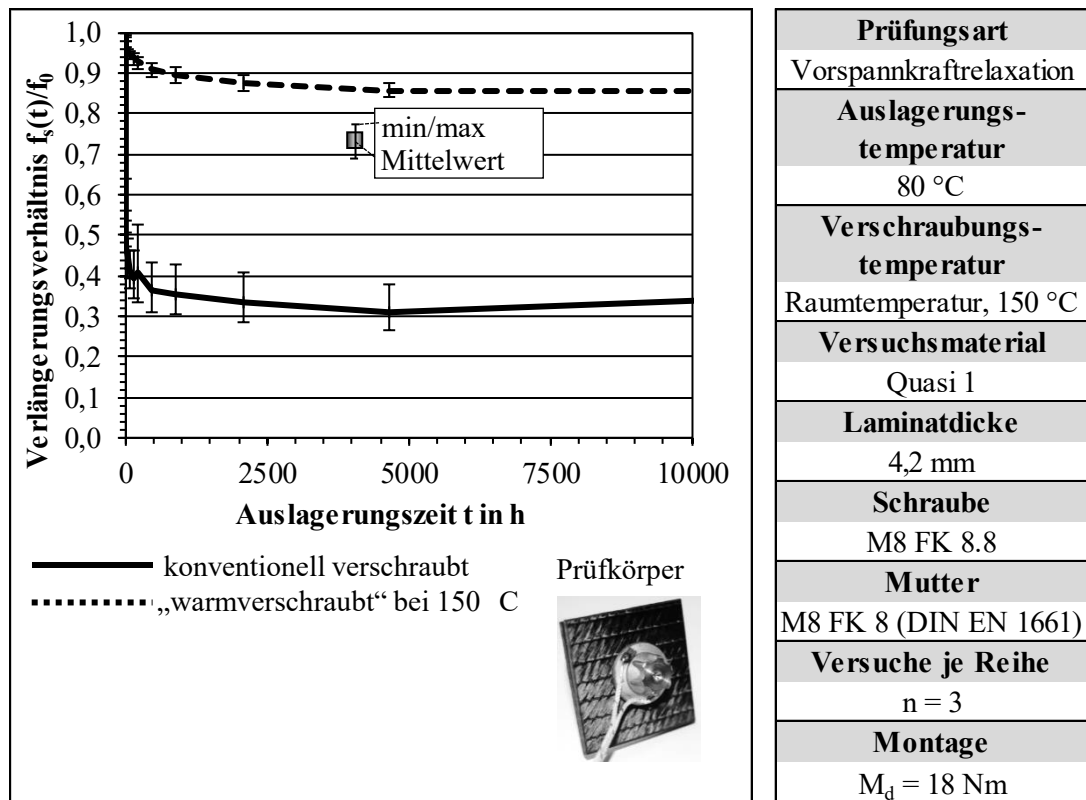 Verlängerungsverhältnis fs(t)/f0
1,0
0,9
0,8
0,7
0,6
0,5
0,4
0,3
0,2
0,1
0,0
min/max
Mittelwert
0 2500 5000 7500 10000
Auslagerungszeit t in h
konventionell verschraubt
„warmverschraubt“ bei 150 C
Prüfkörper
Prüfungsart
Vorspannkraftrelaxation
Auslagerungs-
temperatur
80 °C
Verschraubungs-
temperatur
Raumtemperatur, 150 °C
Versuchsmaterial
Quasi 1
Laminatdicke
4,2 mm
Schraube
M8 FK 8.8
Mutter
M8 FK 8 (DIN EN 1661)
Versuche je Reihe
n = 3
Montage
Md = 18 Nm